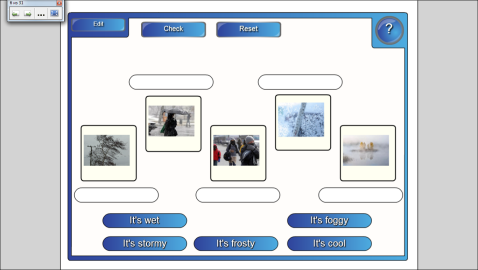 Edit
Check
Reset
?
It's wet
It's foggy
It's stormy
It's frosty
It's cool